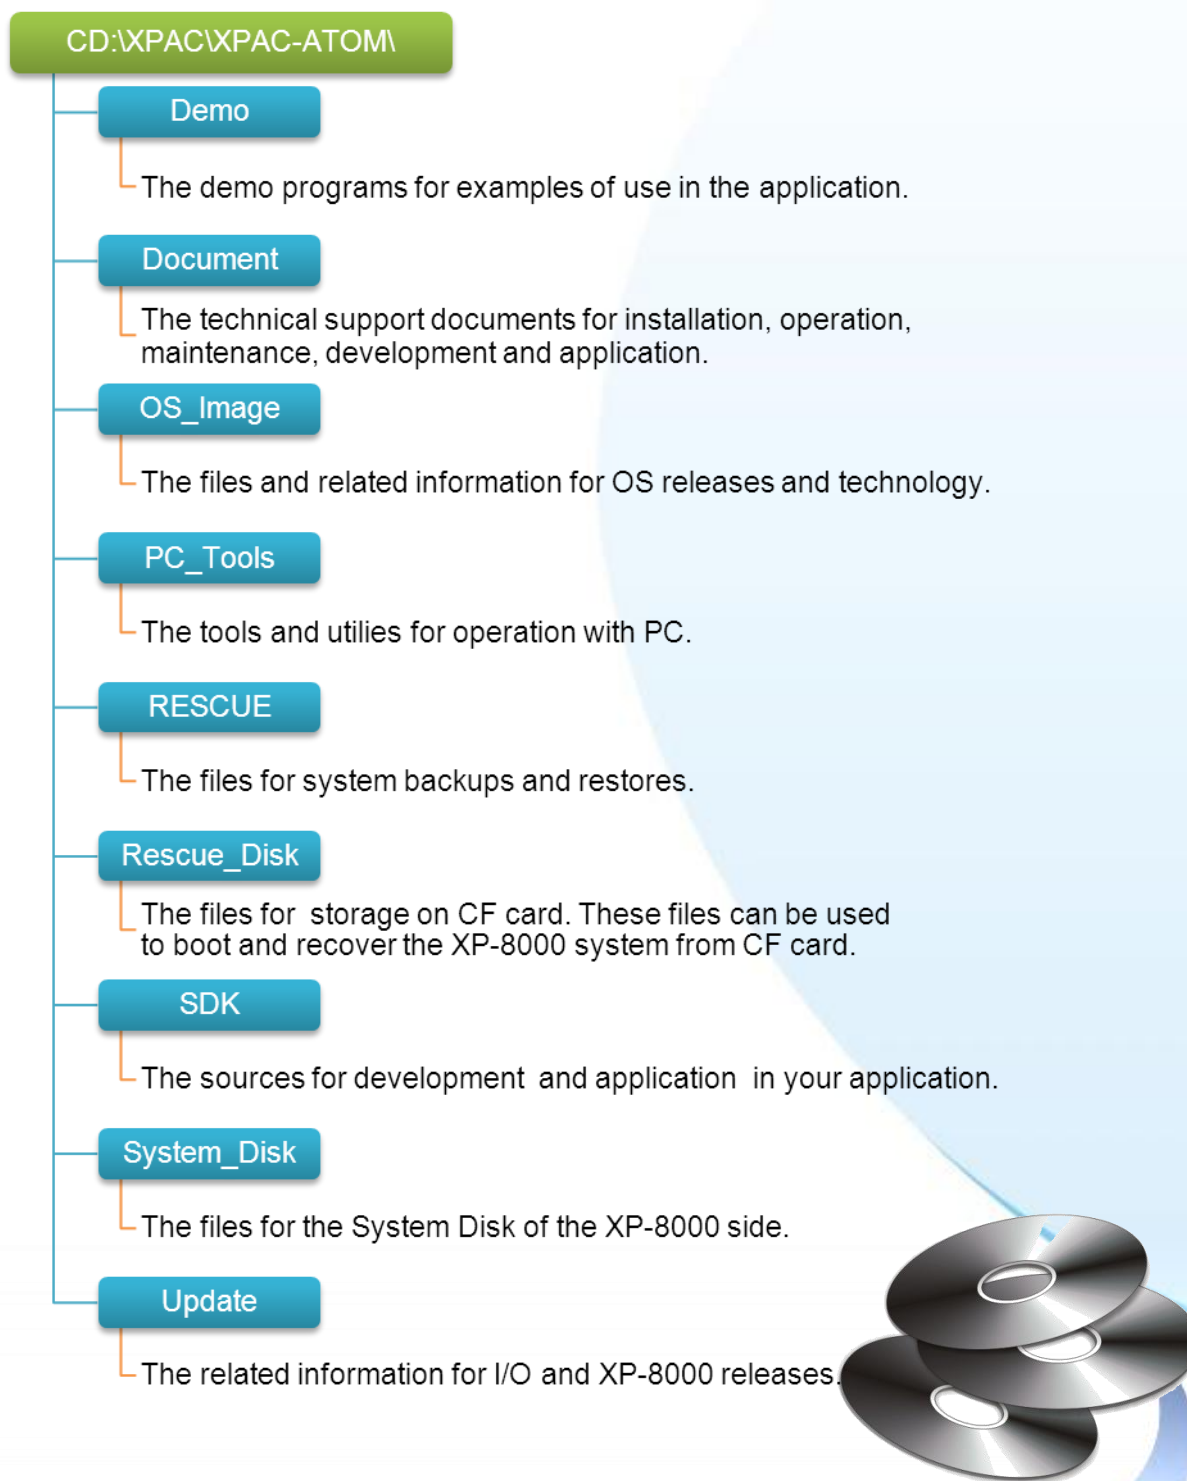 CD:\XPAC\XPAC-ATOM\
Demo
The demo programs for examples of use in the application.
Document
The technical support documents for installation, operation,
maintenance, development and application.
OS_Image
The files and related information for OS releases and technology.
PC_Tools
The tools and utilies for operation with PC.
RESCUE
The files for system backups and restores.
Rescue_Disk
The files for storage on CF card. These files can be used
to boot and recover the XP-8000 system from CF card.
SDK
The sources for development and application in your application.
System_Disk
The files for the System Disk of the XP-8000 side.
Update
The related information for I/O and XP-8000 releases.